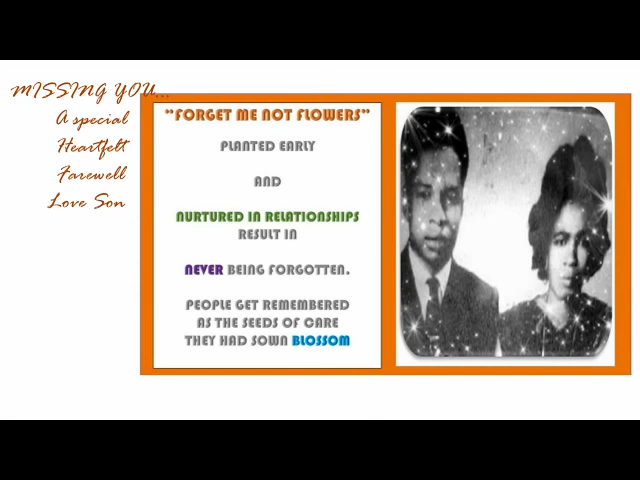 MISSING YOU...
A special
Heartfelt
Farewell
Love Son
"FORGET ME NOT FLOWERS"
PLANTED EARLY
AND
NURTURED IN RELATIONSHIPS
RESULT IN
NEVER BEING FORGOTTEN.
PEOPLE GET REMEMBERED
AS THE SEEDS OF CARE
THEY HAD SOWN BLOSSOM